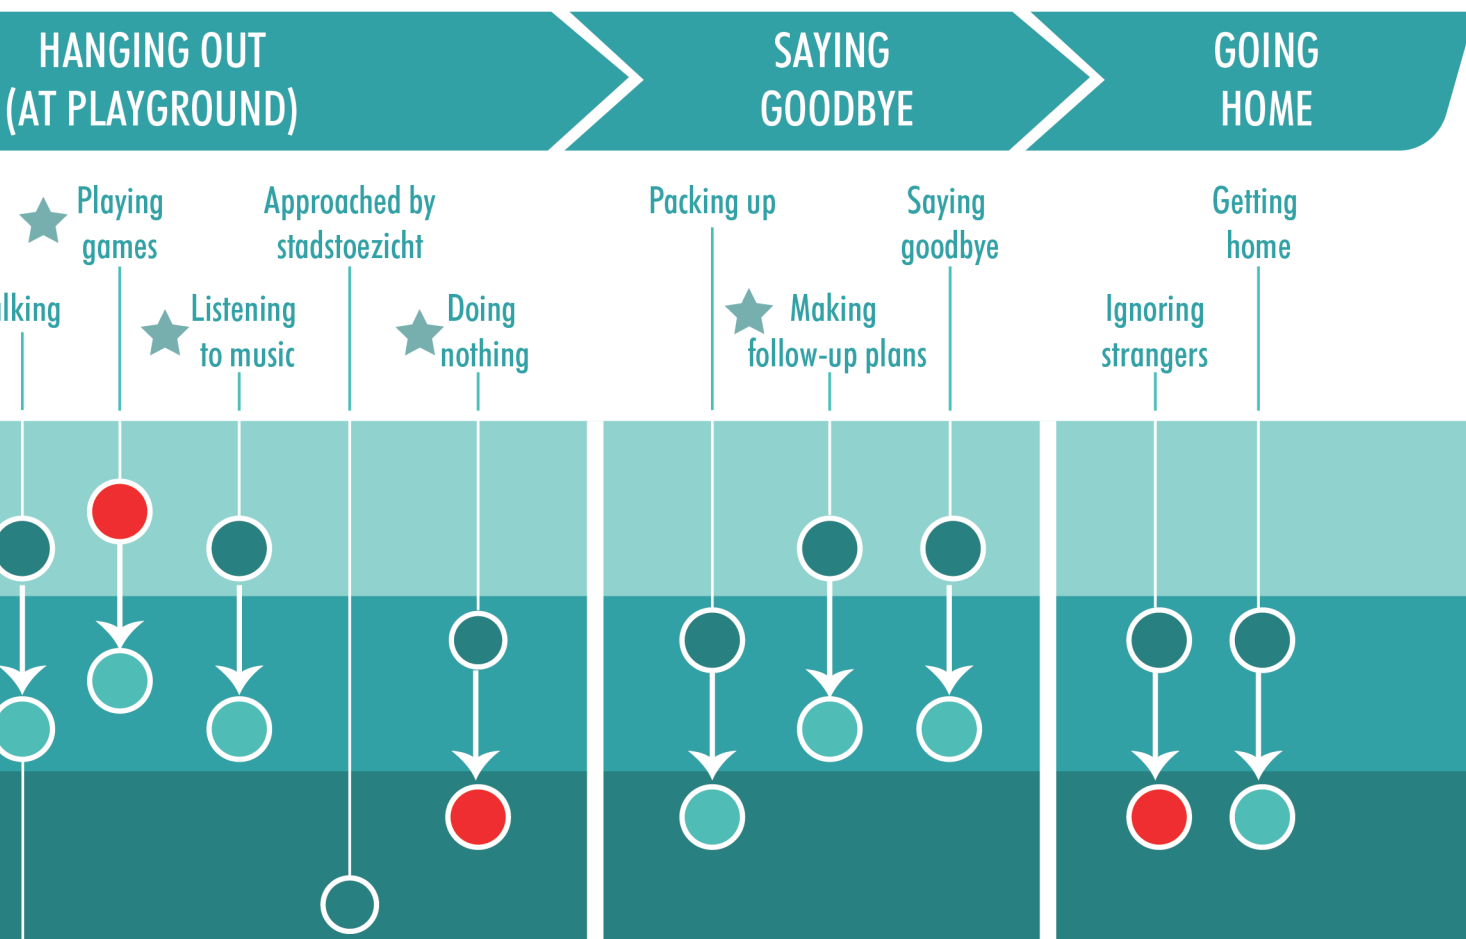 HANGING OUT
(AT PLAYGROUND)
SAYING
GOODBYE
GOING
HOME
Playing
games
Approached by
stadstoezicht
Packing up
Saying
goodbye
Getting
home
lking
Listening
to music
Doing
nothing
Making
follow-up plans
Ignoring
strangers